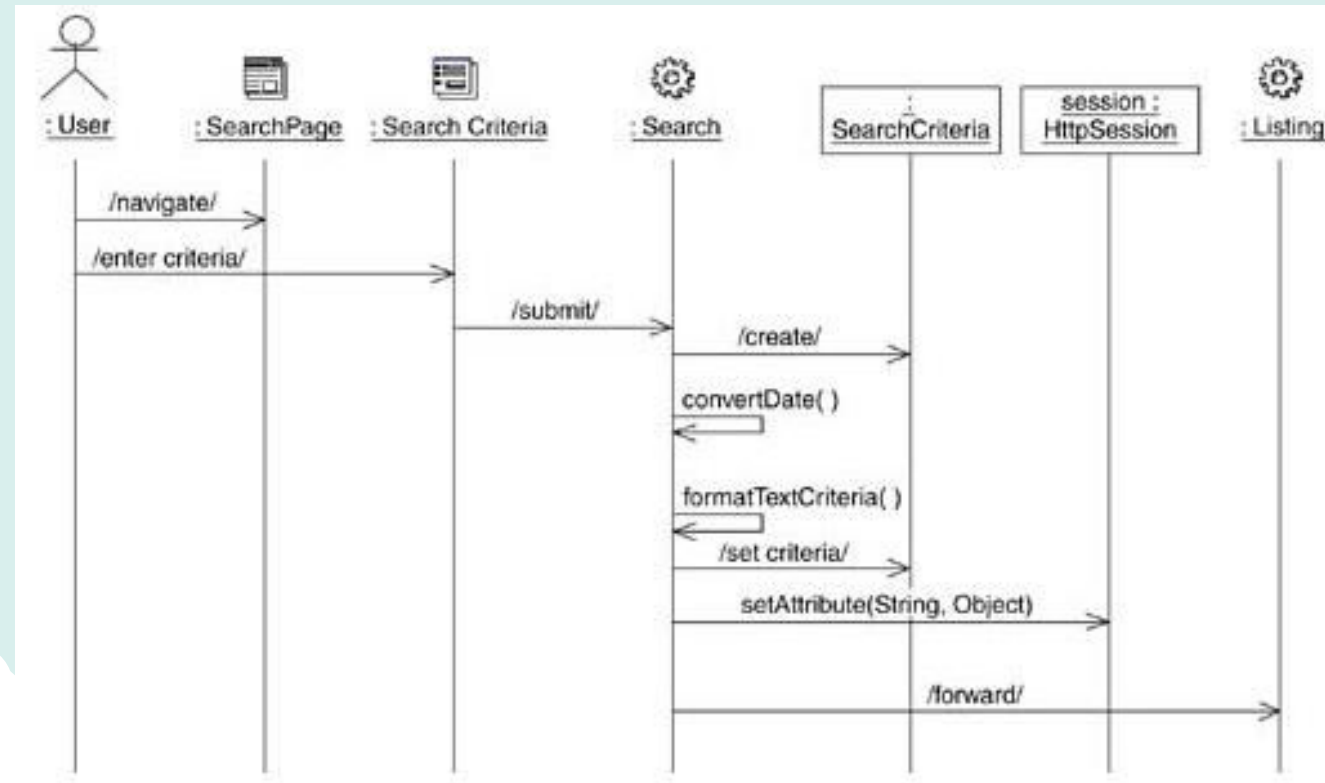 : User
: SearchPage
: Search Criteria
: Search
:
SearchCriteria
session :
HttpSession
: Listing
/navigate/
/enter criteria/
/submit/
/create/
convertDate( )
formatTextCriteria( )
/set criteria/
setAttribute(String, Object)
/forward/